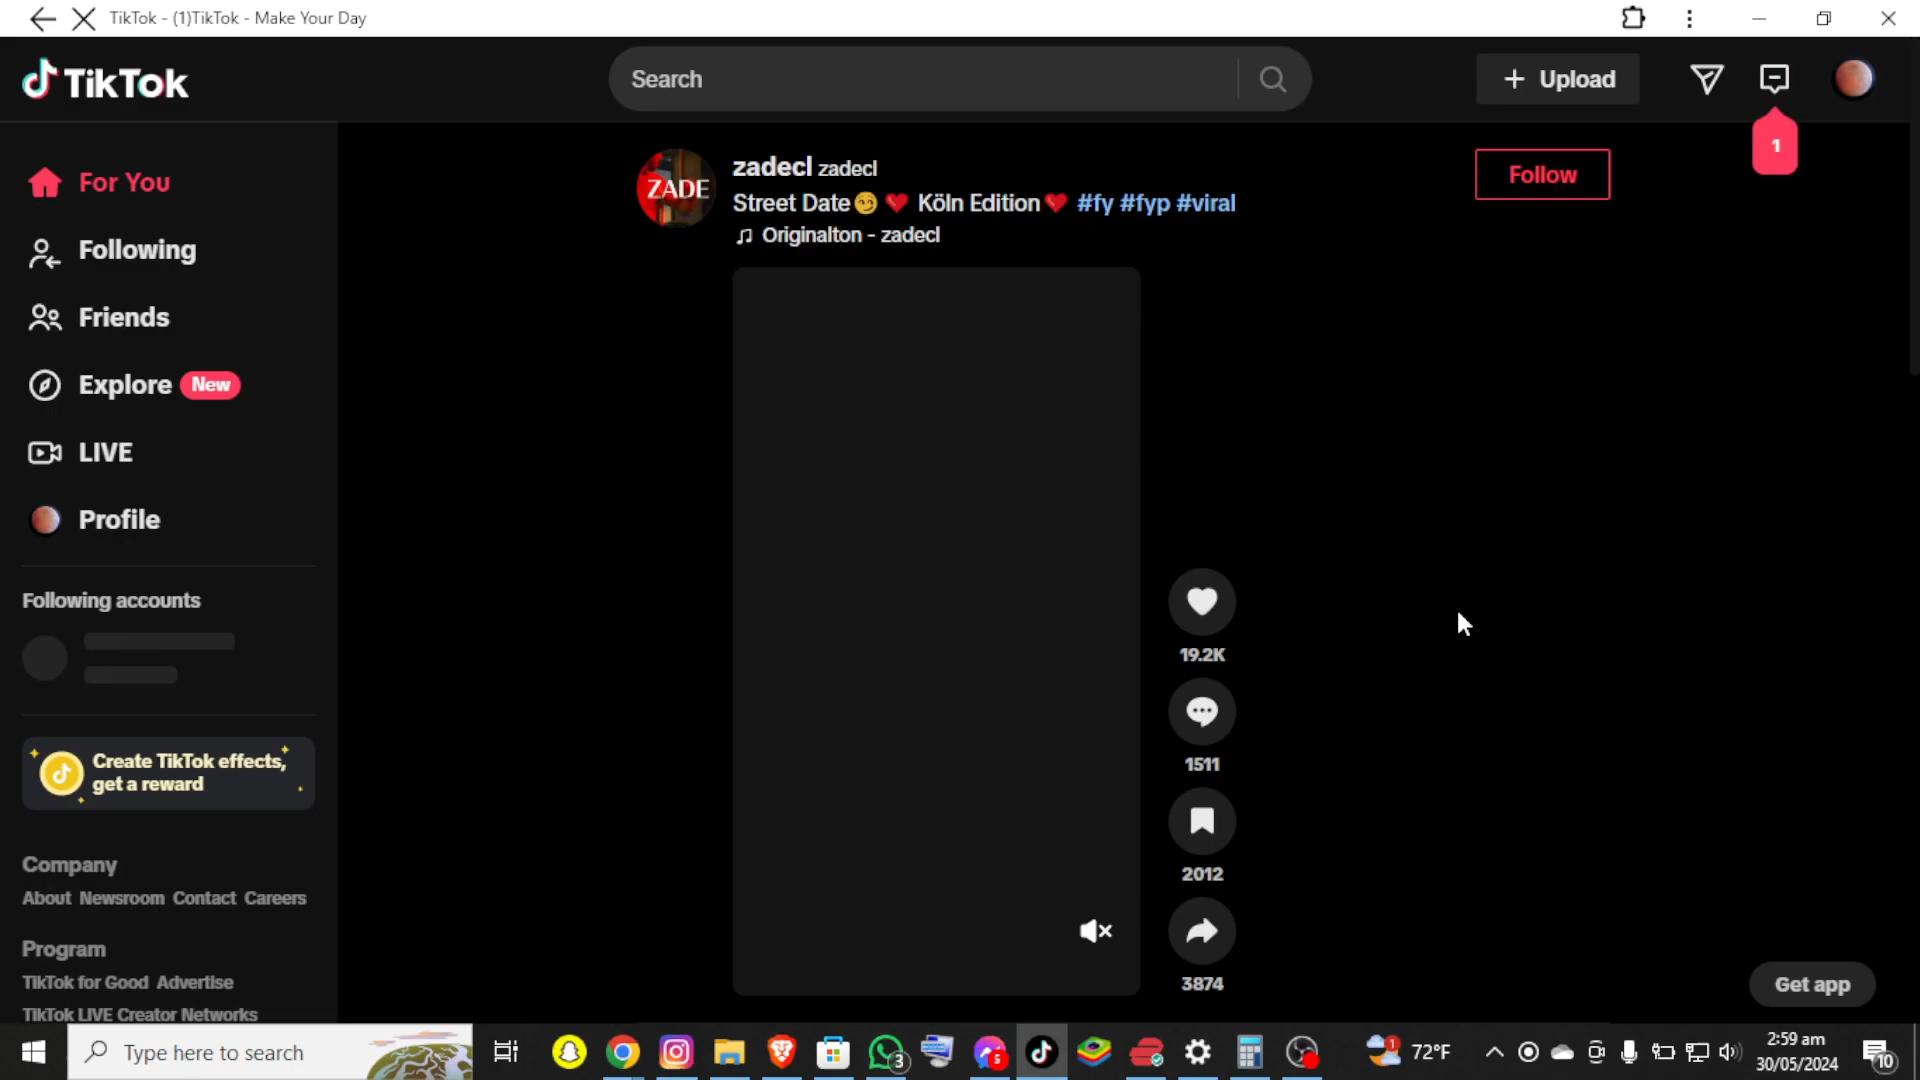 TikTok - (1)TikTok - Make Your Day
TikTok
Search
+ Upload
1
For You
Following
Friends
Explore New
LIVE
Profile
Following accounts
Create TikTok effects,
get a reward
Company
About Newsroom Contact Careers
Program
TikTok for Good Advertise
TikTok LIVE Creator Networks
ZADE
zadecl zadecl
Street Date😏❤️ Köln Edition❤️ #fy #fyp #viral
♫ Originalton - zadecl
Follow
19.2K
1511
2012
3874
Get app
Type here to search
3
5
1
72°F
2:59 am
30/05/2024
10